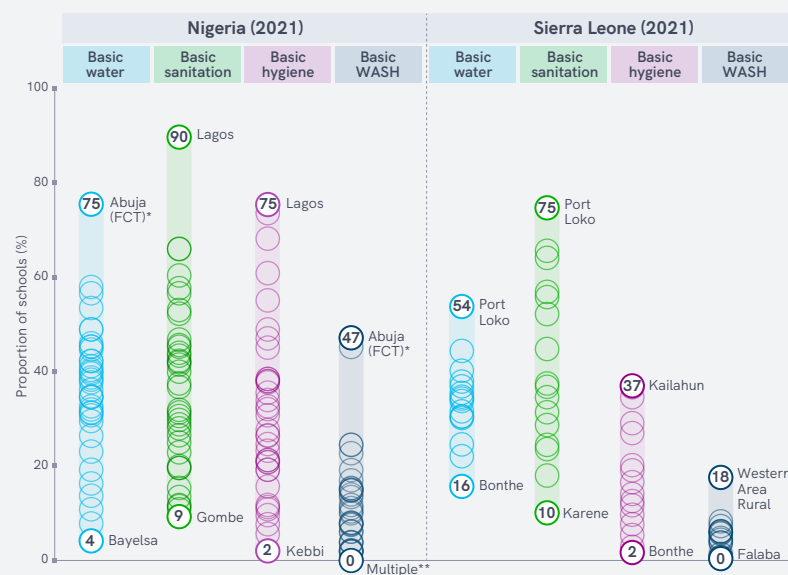 Nigeria (2021)
Sierra Leone (2021)
Basic
water
Basic
sanitation
Basic
hygiene
Basic
WASH
Basic
water
Basic
sanitation
Basic
hygiene
Basic
WASH
Proportion of schools (%)
100
80
60
40
20
0
75
Abuja
(FCT)*
4
Bayelsa
90
Lagos
9
Gombe
75
Lagos
2
Kebbi
47
Abuja
(FCT)*
0
Multiple**
54
Port
Loko
16
Bonthe
75
Port
Loko
10
Karene
37
Kailahun
2
Bonthe
18
Western
Area
Rural
0
Falaba